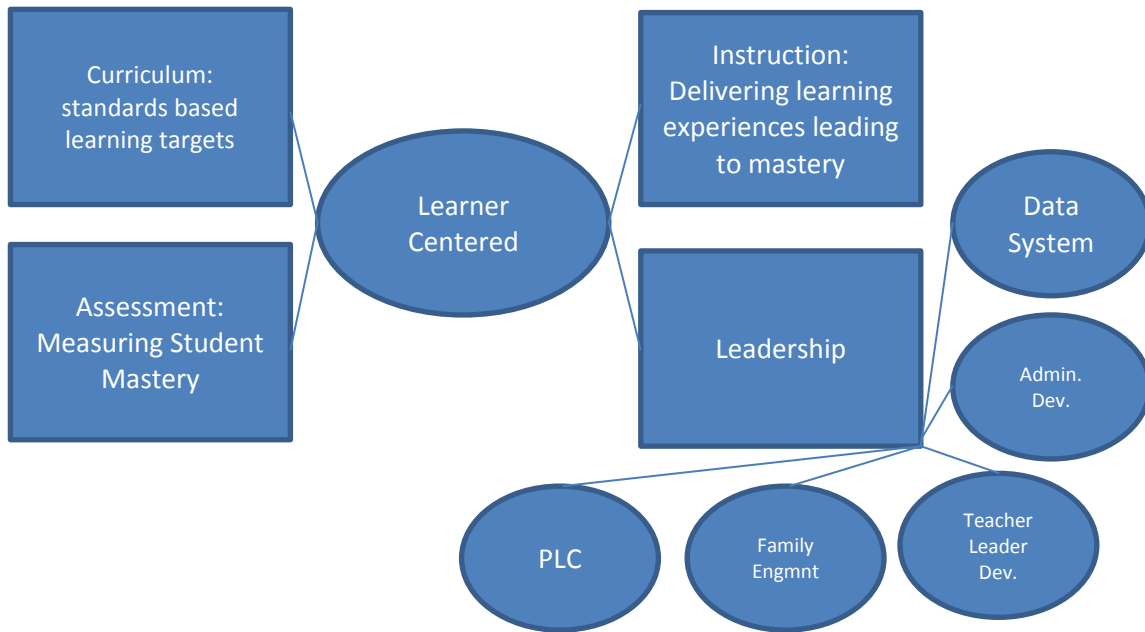 Curriculum:
standards based
learning targets
Instruction:
Delivering learning
experiences leading
to mastery
Learner
Centered
Data
System
Assessment:
Measuring Student
Mastery
Leadership
Admin.
Dev.
PLC
Family
Engmnt
Teacher
Leader
Dev.